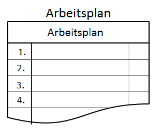 Arbeitsplan
Arbeitsplan
1.
2.
3.
4.